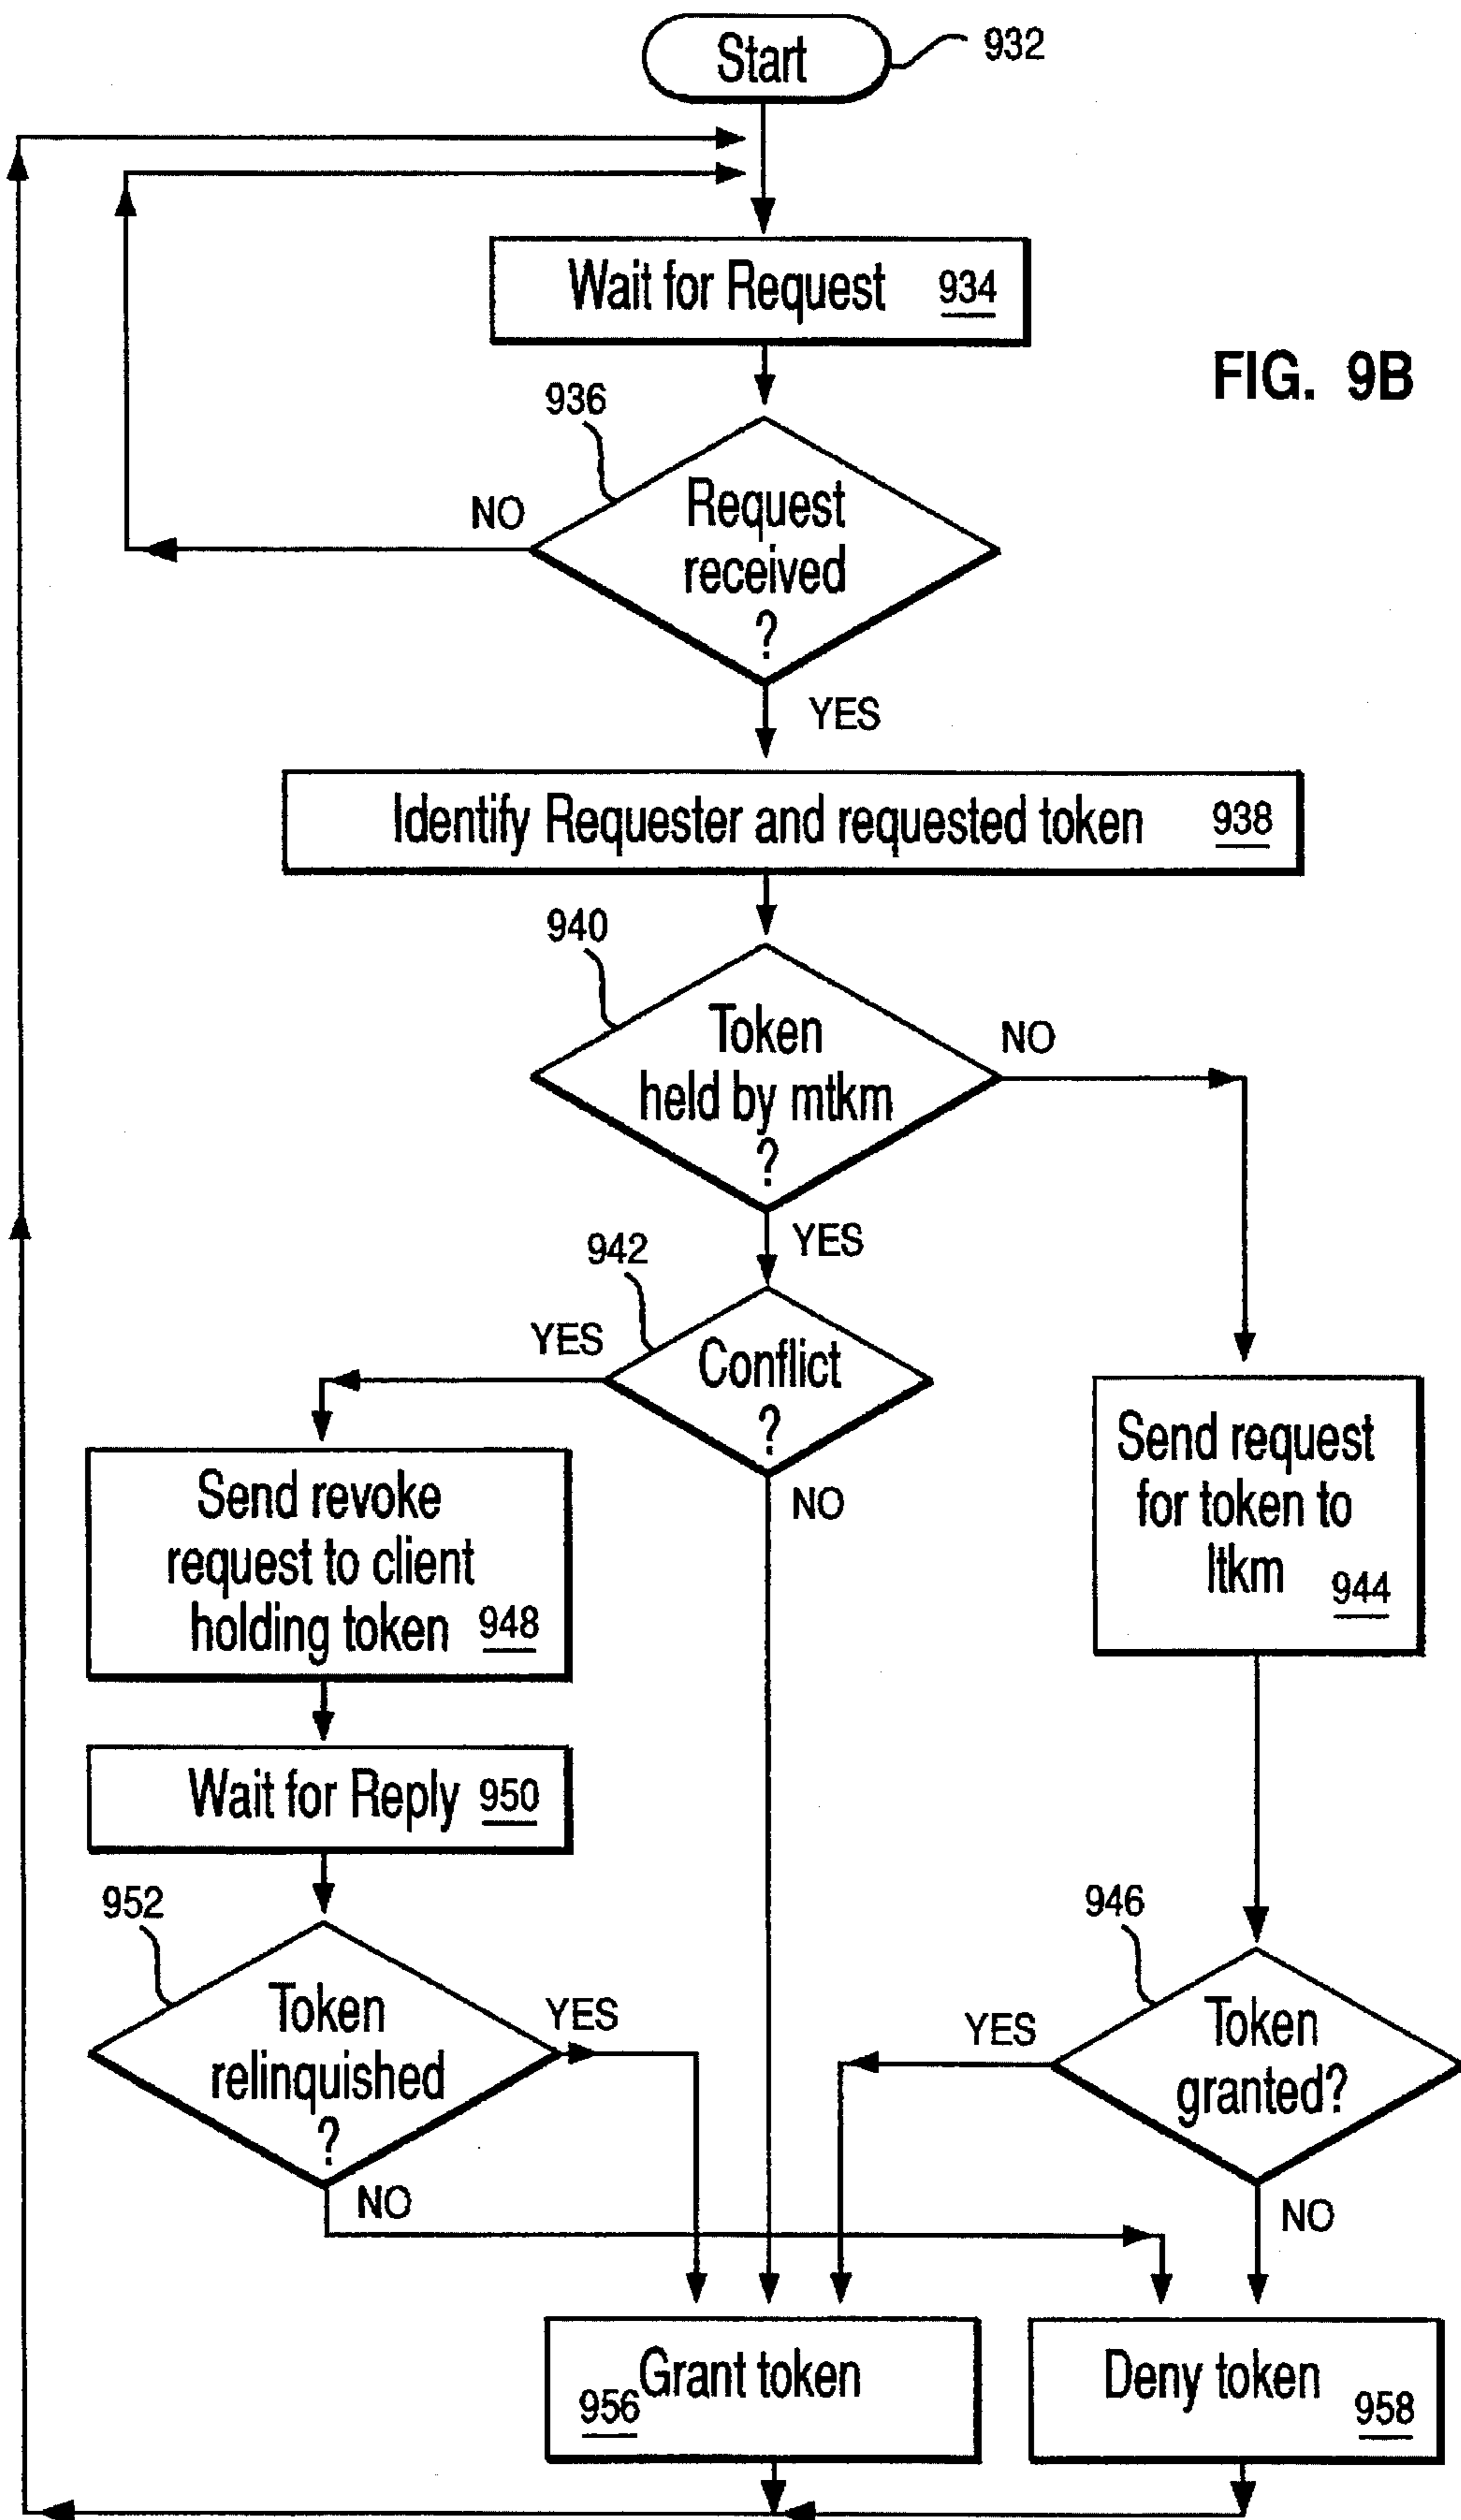 Start
932
Wait for Request 934
FIG. 9B
936
Request
received
?
NO
YES
Identify Requester and requested token 938
940
Token
held by mtkm
?
NO
YES
942
YES
Conflict
?
NO
Send revoke
request to client
holding token 948
Send request
for token to
ltkm 944
Wait for Reply 950
952
Token
relinquished
?
YES
NO
946
YES
Token
granted?
NO
Grant token
956
Deny token
958